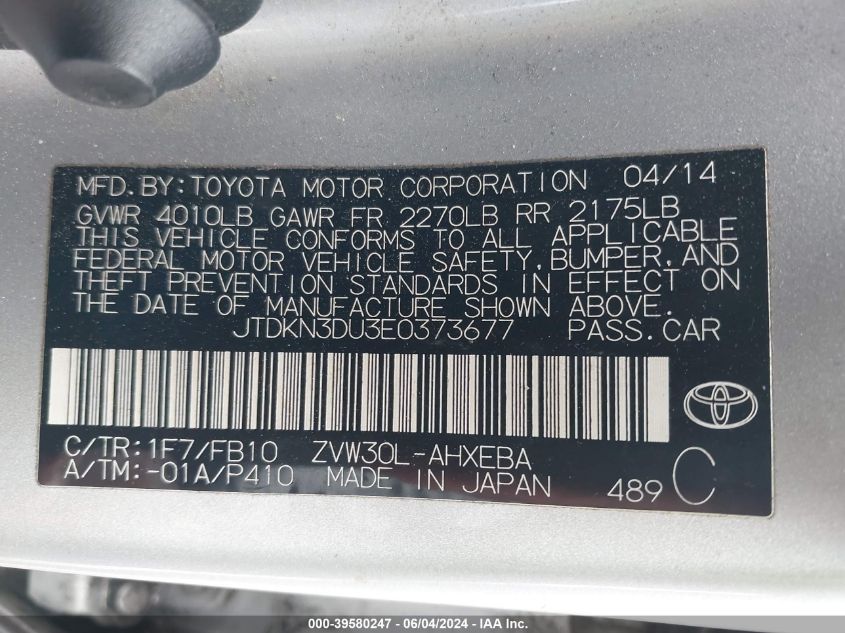 MFD. BY: TOYOTA MOTOR CORPORATION 04/14
GVWR 4010LB GAWR FR 2270LB RR 2175LB
THIS VEHICLE CONFORMS TO ALL APPLICABLE
FEDERAL MOTOR VEHICLE SAFETY, BUMPER, AND
THEFT PREVENTION STANDARDS IN EFFECT ON
THE DATE OF MANUFACTURE SHOWN ABOVE.
JTDKN3DU3E0373677 PASS. CAR
C/TR: 1F7/FB10 ZVW30L-AHXEBA
A/TM: -01A/P410 MADE IN JAPAN 489 C
000-39580247 - 06/04/2024 - IAA Inc.